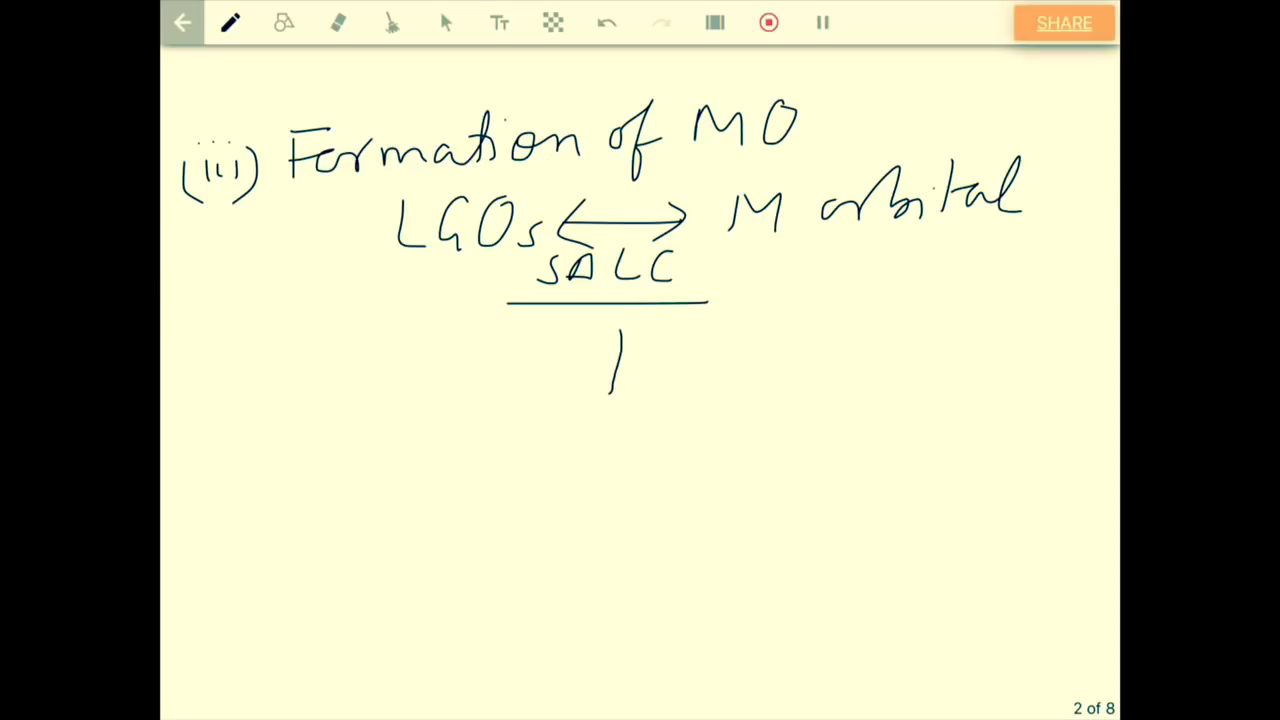 SHARE
(iii) Formation of MO
LGOs ⟷ M orbital
SALC
2 of 8